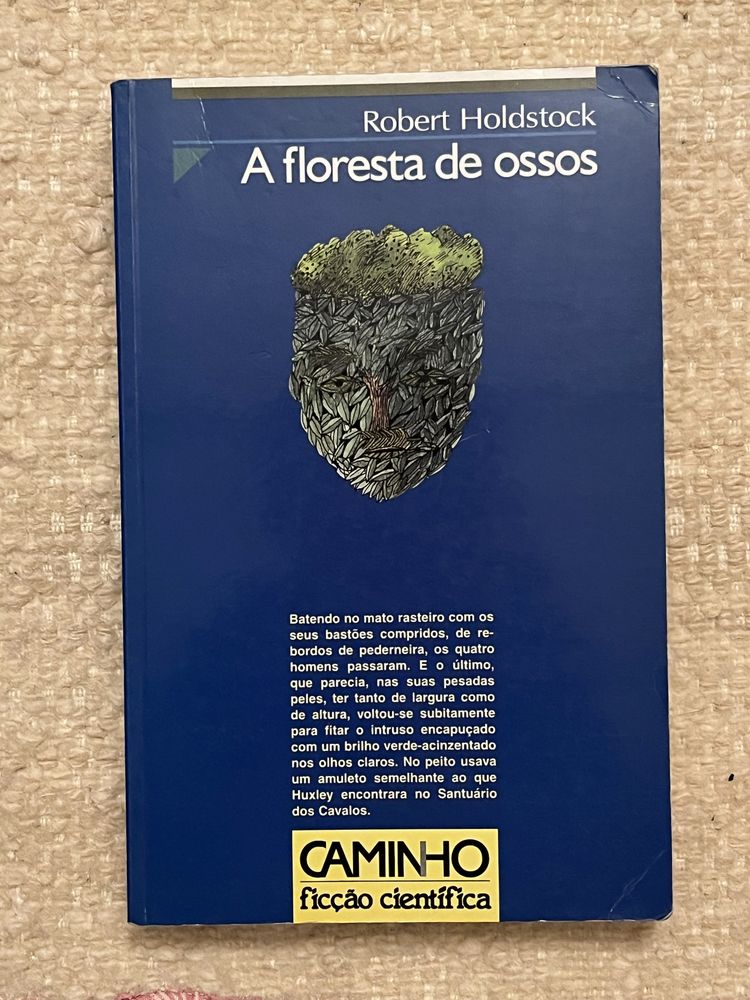 Robert Holdstock
A floresta de ossos
Batendo no mato rasteiro com os
seus bastões compridos, de re-
bordos de pederneira, os quatro
homens passaram. E o último,
que parecia, nas suas pesadas
peles, ter tanto de largura como
de altura, voltou-se subitamente
para fitar o intruso encapuçado
com um brilho verde-acinzentado
nos olhos claros. No peito usava
um amuleto semelhante ao que
Huxley encontrara no Santuário
dos Cavalos.
CAMINHO
ficção científica